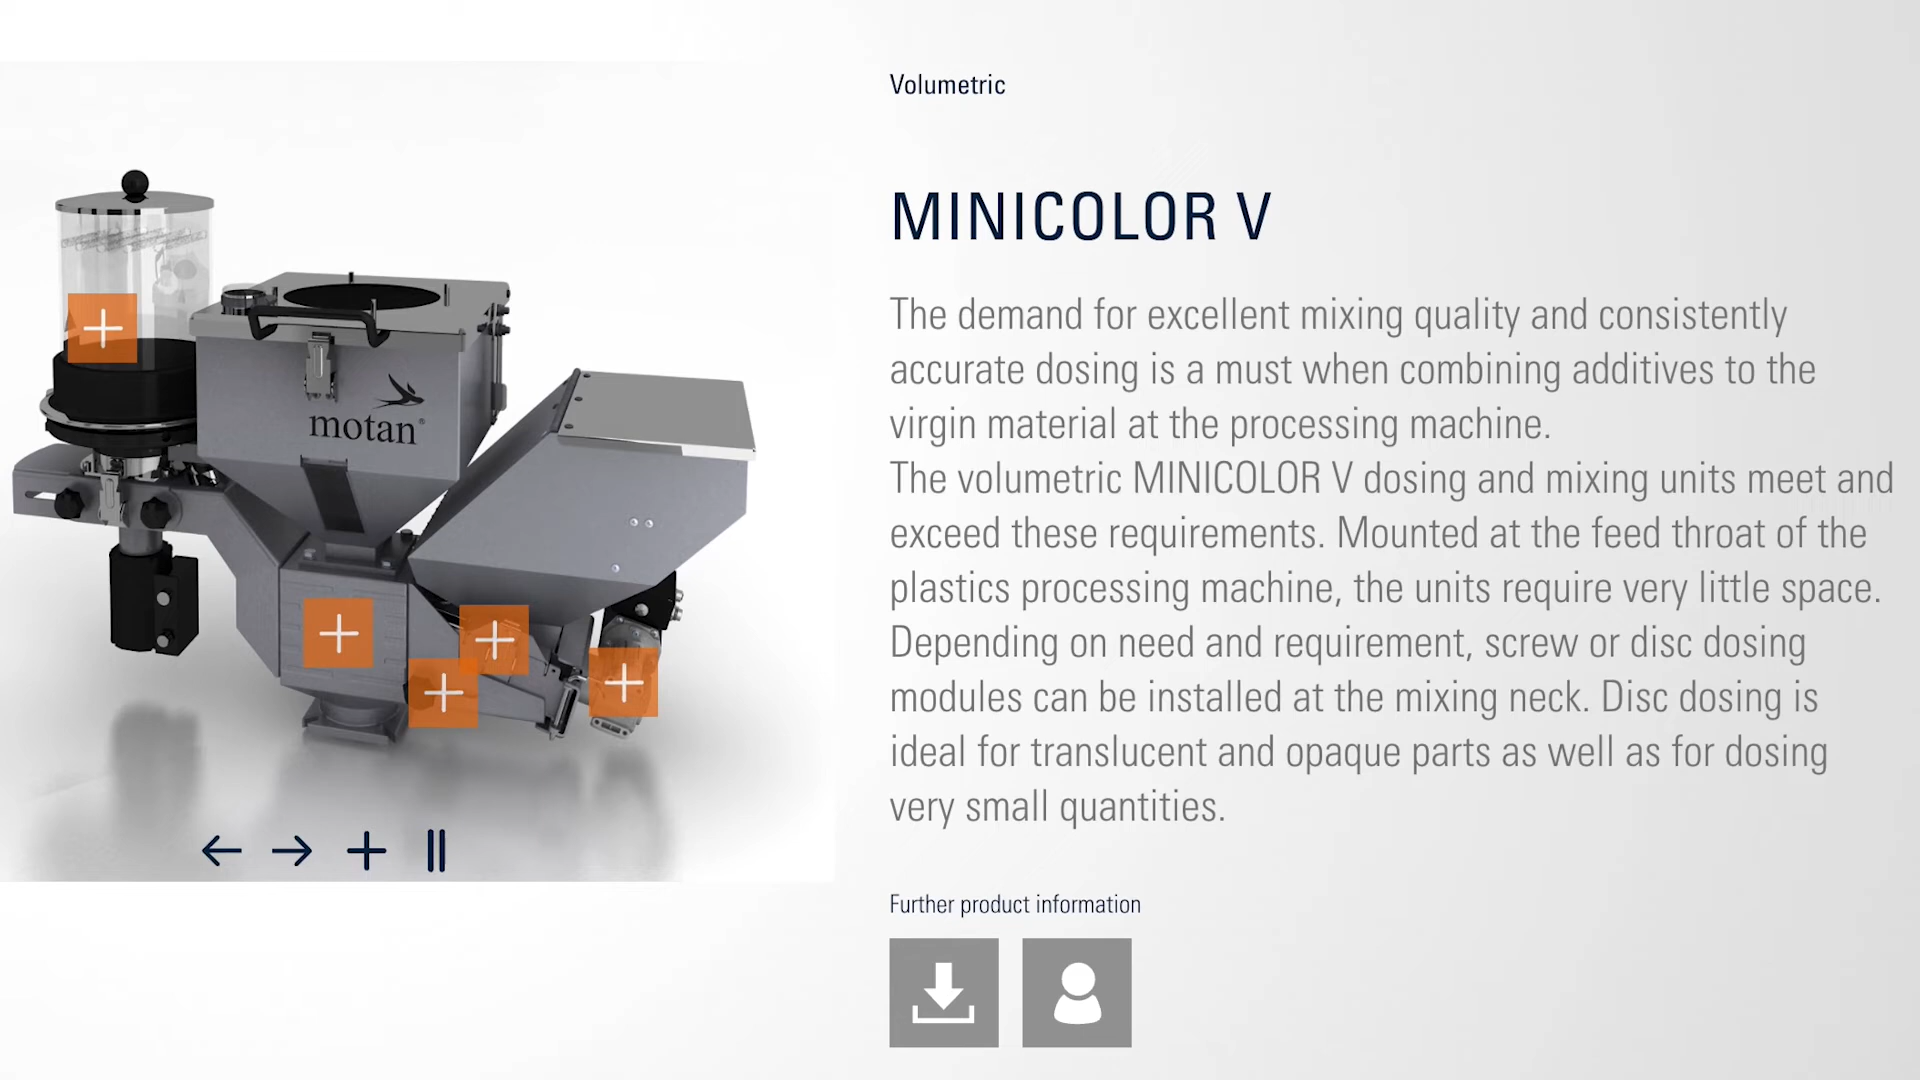 Volumetric
MINICOLOR V
The demand for excellent mixing quality and consistently
accurate dosing is a must when combining additives to the
virgin material at the processing machine.
The volumetric MINICOLOR V dosing and mixing units meet and
exceed these requirements. Mounted at the feed throat of the
plastics processing machine, the units require very little space.
Depending on need and requirement, screw or disc dosing
modules can be installed at the mixing neck. Disc dosing is
ideal for translucent and opaque parts as well as for dosing
very small quantities.
motan®
Further product information